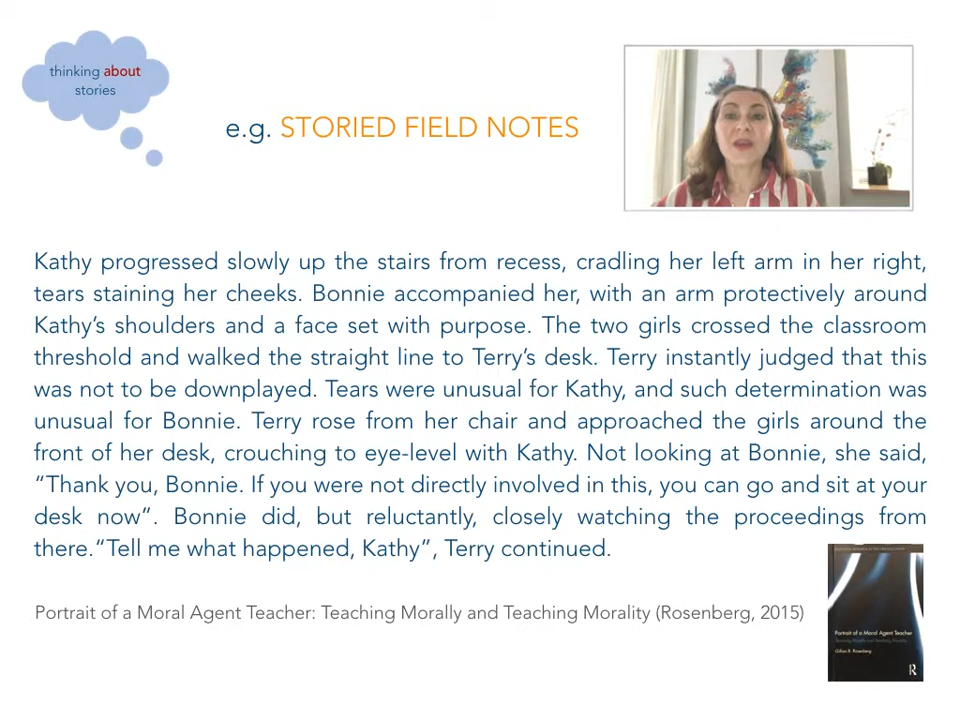 thinking about
stories
e.g. STORIED FIELD NOTES
Kathy progressed slowly up the stairs from recess, cradling her left arm in her right,
tears staining her cheeks. Bonnie accompanied her, with an arm protectively around
Kathy’s shoulders and a face set with purpose. The two girls crossed the classroom
threshold and walked the straight line to Terry’s desk. Terry instantly judged that this
was not to be downplayed. Tears were unusual for Kathy, and such determination was
unusual for Bonnie. Terry rose from her chair and approached the girls around the
front of her desk, crouching to eye-level with Kathy. Not looking at Bonnie, she said,
“Thank you, Bonnie. If you were not directly involved in this, you can go and sit at your
desk now”. Bonnie did, but reluctantly, closely watching the proceedings from
there.“Tell me what happened, Kathy”, Terry continued.
Portrait of a Moral Agent Teacher: Teaching Morally and Teaching Morality (Rosenberg, 2015)
Portrait of a Moral Agent Teacher
Teaching Morally and Teaching Morality
Gillian R. Rosenberg
R